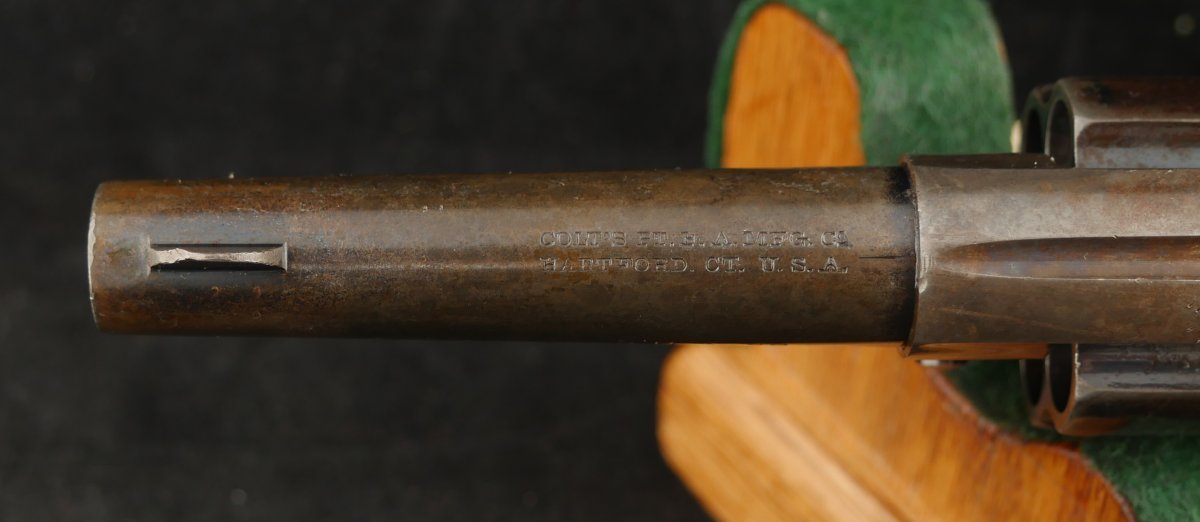 COLT'S PT. F. A. MFG. Co.
HARTFORD. CT. U. S. A.